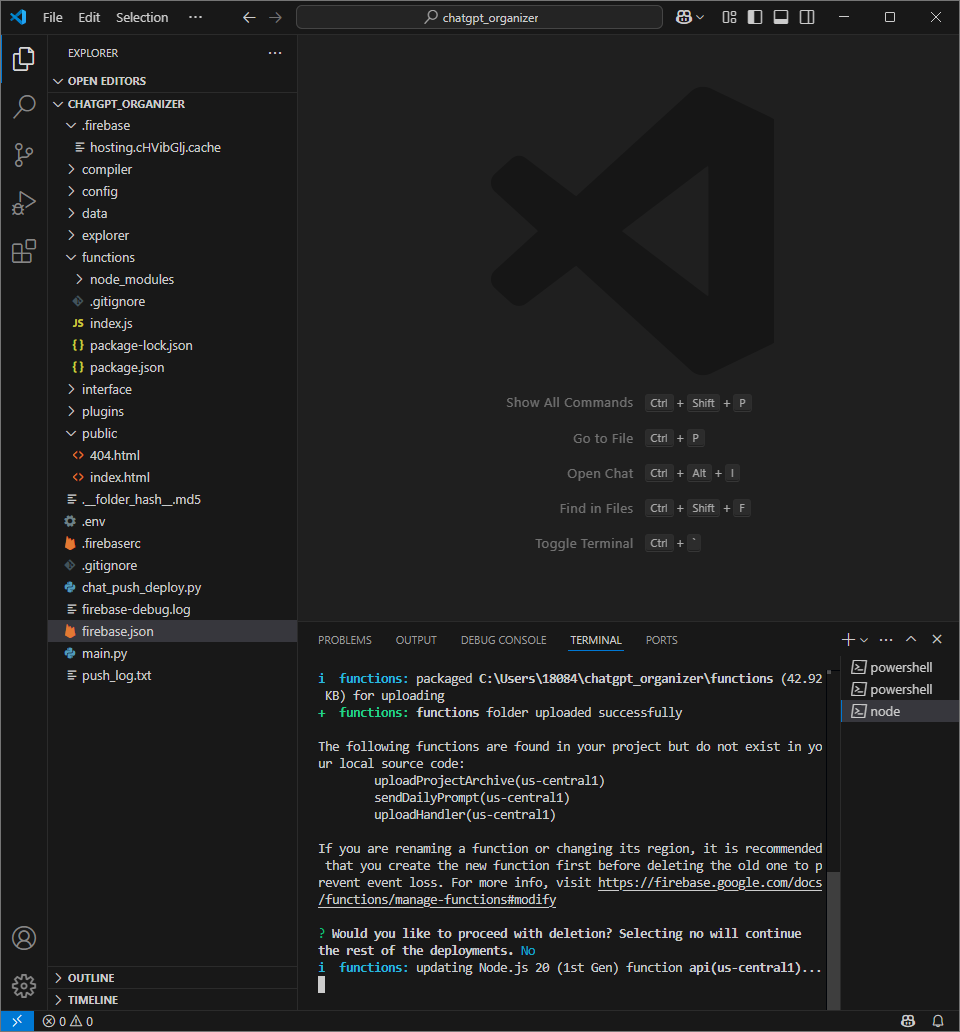 File Edit Selection ··· chatgpt_organizer
EXPLORER ···
OPEN EDITORS
CHATGPT_ORGANIZER
.firebase
hosting.cHVibGlj.cache
compiler
config
data
explorer
functions
node_modules
.gitignore
JS index.js
{} package-lock.json
{} package.json
interface
plugins
public
<> 404.html
<> index.html
.__folder_hash__.md5
.env
.firebaserc
.gitignore
chat_push_deploy.py
firebase-debug.log
firebase.json
main.py
push_log.txt
OUTLINE
TIMELINE
Show All Commands Ctrl + Shift + P
Go to File Ctrl + P
Open Chat Ctrl + Alt + I
Find in Files Ctrl + Shift + F
Toggle Terminal Ctrl + `
PROBLEMS OUTPUT DEBUG CONSOLE TERMINAL PORTS
powershell
powershell
node
i  functions: packaged C:\Users\18084\chatgpt_organizer\functions (42.92
 KB) for uploading
+  functions: functions folder uploaded successfully
The following functions are found in your project but do not exist in yo
ur local source code:
uploadProjectArchive(us-central1)
sendDailyPrompt(us-central1)
uploadHandler(us-central1)
If you are renaming a function or changing its region, it is recommended
 that you create the new function first before deleting the old one to p
revent event loss. For more info, visit https://firebase.google.com/docs
/functions/manage-functions#modify
? Would you like to proceed with deletion? Selecting no will continue
the rest of the deployments. No
i  functions: updating Node.js 20 (1st Gen) function api(us-central1)...
0 0